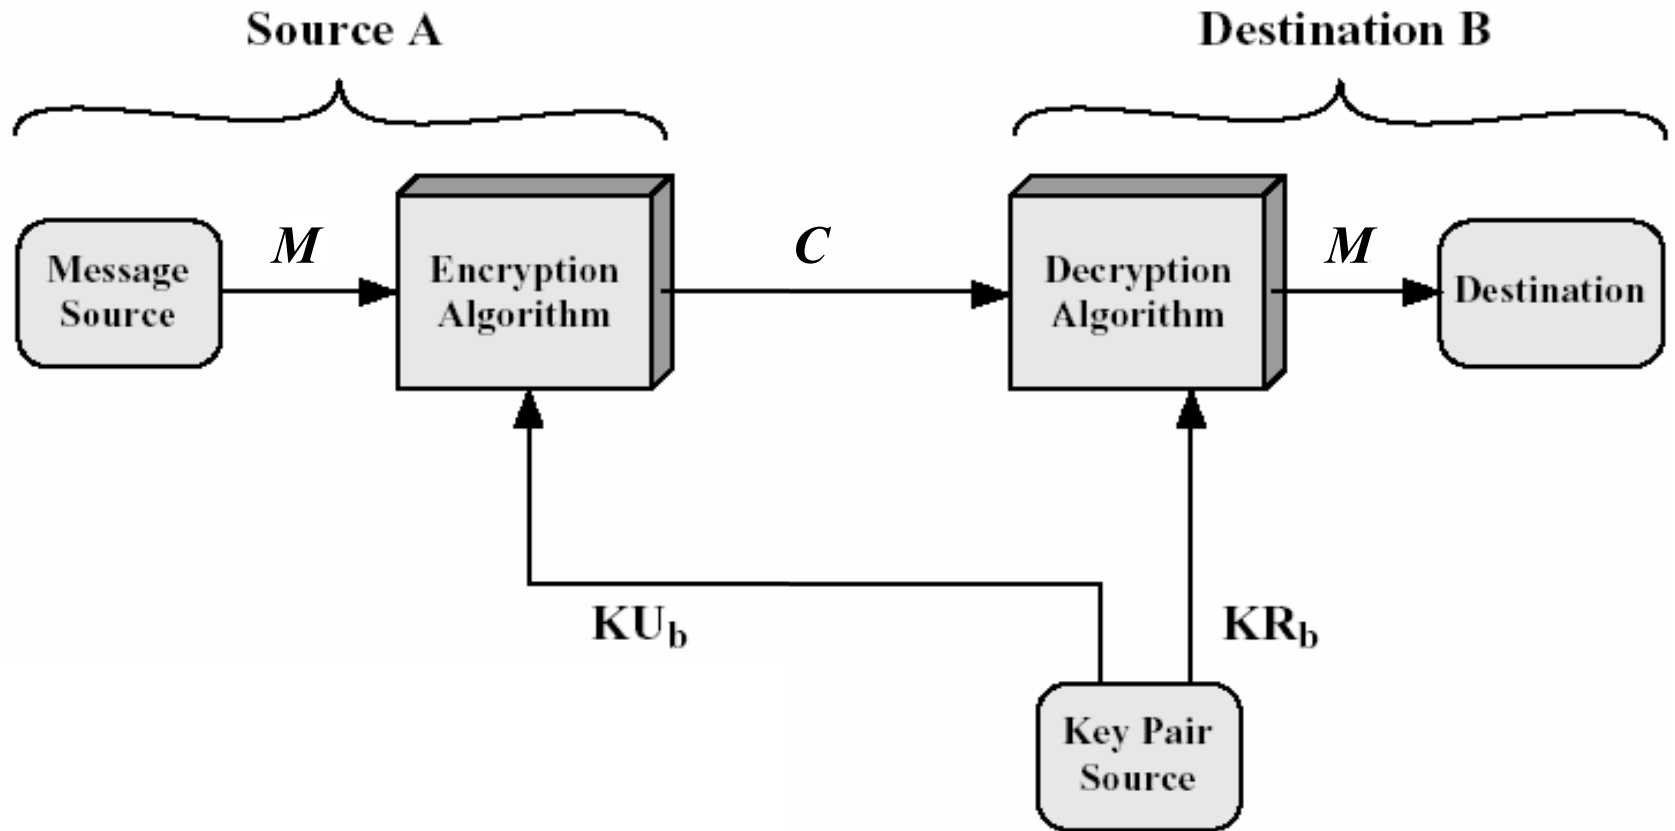 Source A
Destination B
Message
Source
M
Encryption
Algorithm
C
Decryption
Algorithm
M
Destination
KUb
KRb
Key Pair
Source